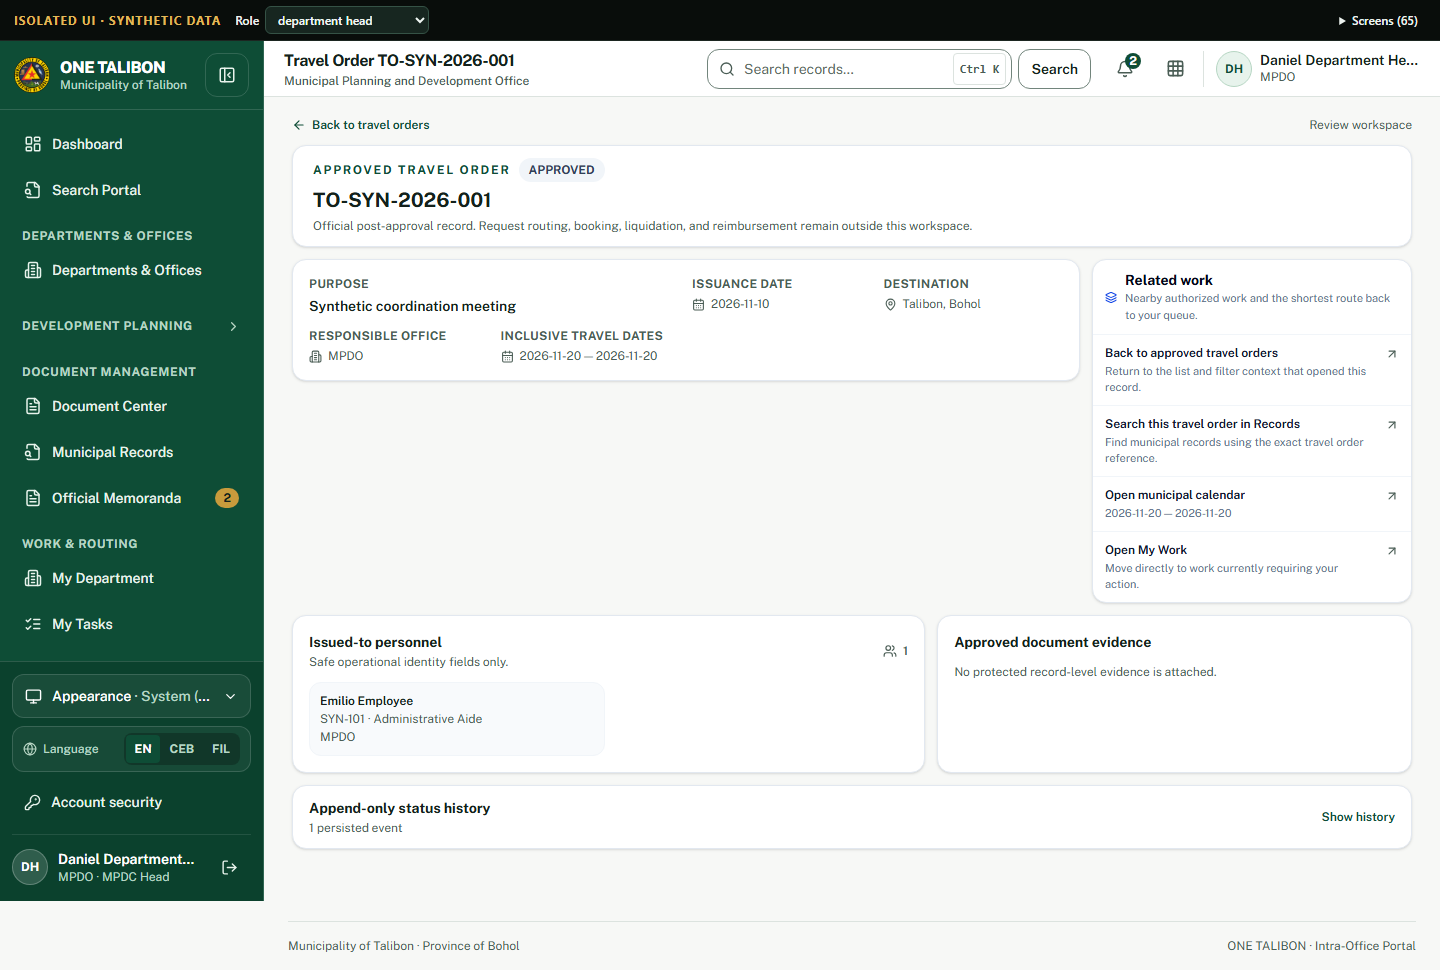 ISOLATED UI · SYNTHETIC DATA
Role
department head
Screens (65)
ONE TALIBON
Municipality of Talibon
Travel Order TO-SYN-2026-001
Municipal Planning and Development Office
Search records...
Ctrl K
Search
2
DH
Daniel Department He...
MPDO
Dashboard
Search Portal
DEPARTMENTS & OFFICES
Departments & Offices
DEVELOPMENT PLANNING
DOCUMENT MANAGEMENT
Document Center
Municipal Records
Official Memoranda
2
WORK & ROUTING
My Department
My Tasks
Appearance · System (...
Language
EN
CEB
FIL
Account security
DH
Daniel Department...
MPDO · MPDC Head
Back to travel orders
Review workspace
APPROVED TRAVEL ORDER
APPROVED
TO-SYN-2026-001
Official post-approval record. Request routing, booking, liquidation, and reimbursement remain outside this workspace.
PURPOSE
Synthetic coordination meeting
ISSUANCE DATE
2026-11-10
DESTINATION
Talibon, Bohol
RESPONSIBLE OFFICE
MPDO
INCLUSIVE TRAVEL DATES
2026-11-20 — 2026-11-20
Related work
Nearby authorized work and the shortest route back
to your queue.
Back to approved travel orders
Return to the list and filter context that opened this
record.
Search this travel order in Records
Find municipal records using the exact travel order
reference.
Open municipal calendar
2026-11-20 — 2026-11-20
Open My Work
Move directly to work currently requiring your
action.
Issued-to personnel
Safe operational identity fields only.
1
Emilio Employee
SYN-101 · Administrative Aide
MPDO
Approved document evidence
No protected record-level evidence is attached.
Append-only status history
1 persisted event
Show history
Municipality of Talibon · Province of Bohol
ONE TALIBON · Intra-Office Portal